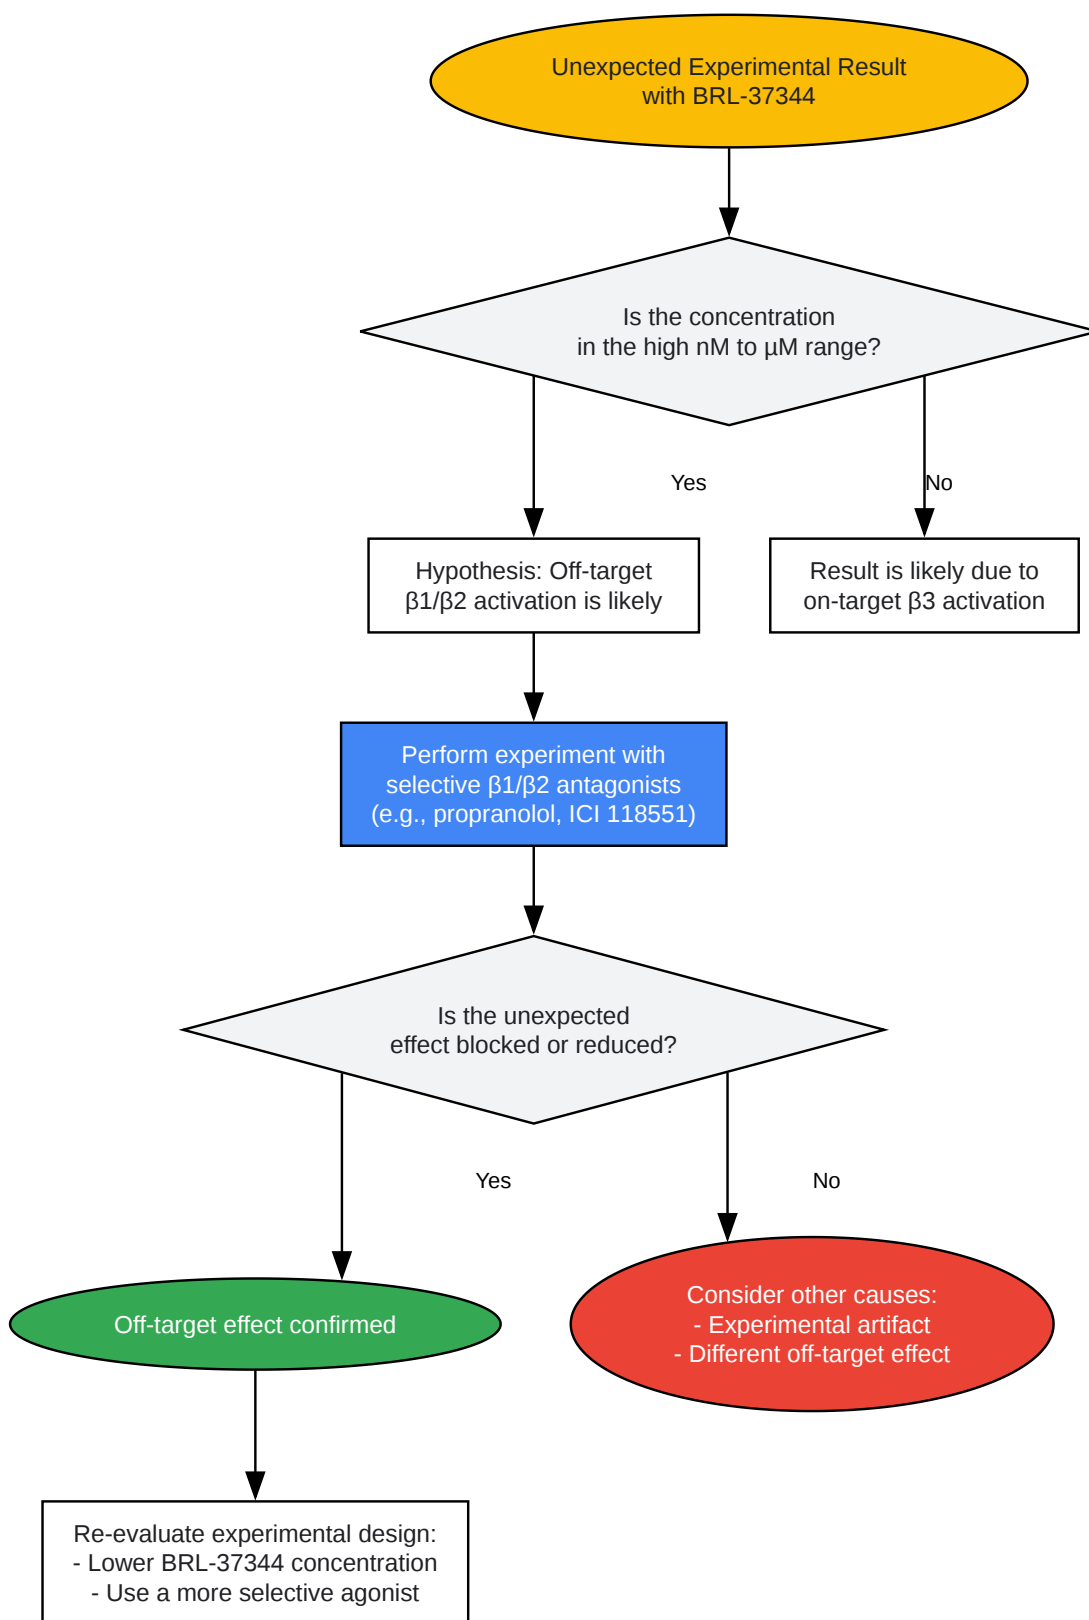 Unexpected Experimental Result
with BRL-37344
Is the concentration
in the high nM to µM range?
Yes
No
Hypothesis: Off-target
β1/β2 activation is likely
Result is likely due to
on-target β3 activation
Perform experiment with
selective β1/β2 antagonists
(e.g., propranolol, ICI 118551)
Is the unexpected
effect blocked or reduced?
Yes
No
Off-target effect confirmed
Consider other causes:
- Experimental artifact
- Different off-target effect
Re-evaluate experimental design:
- Lower BRL-37344 concentration
- Use a more selective agonist